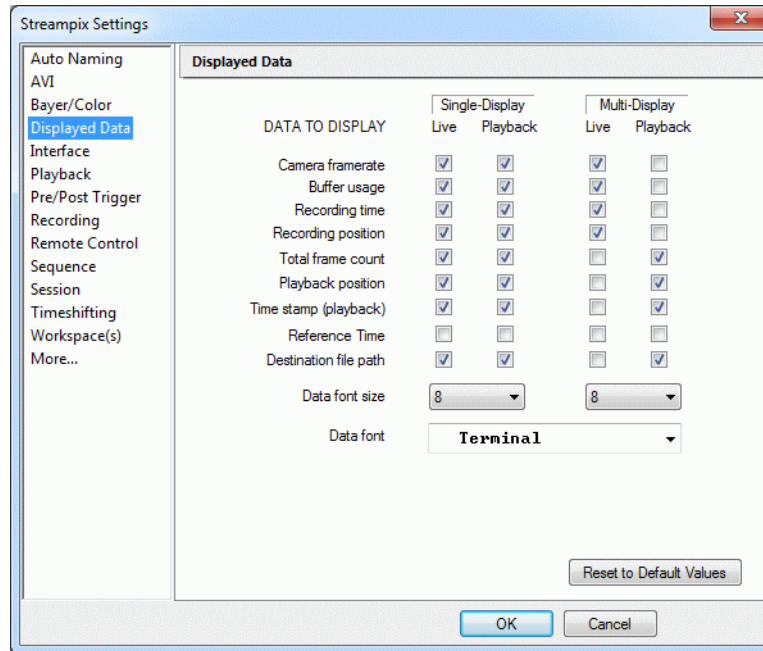 Streampix Settings
Auto Naming
AVI
Bayer/Color
Displayed Data
Interface
Playback
Pre/Post Trigger
Recording
Remote Control
Sequence
Session
Timeshifting
Workspace(s)
More...
Displayed Data
Single-Display Multi-Display
DATA TO DISPLAY Live Playback Live Playback
Camera framerate
Buffer usage
Recording time
Recording position
Total frame count
Playback position
Time stamp (playback)
Reference Time
Destination file path
Data font size 8 8
Data font Terminal
Reset to Default Values
OK Cancel